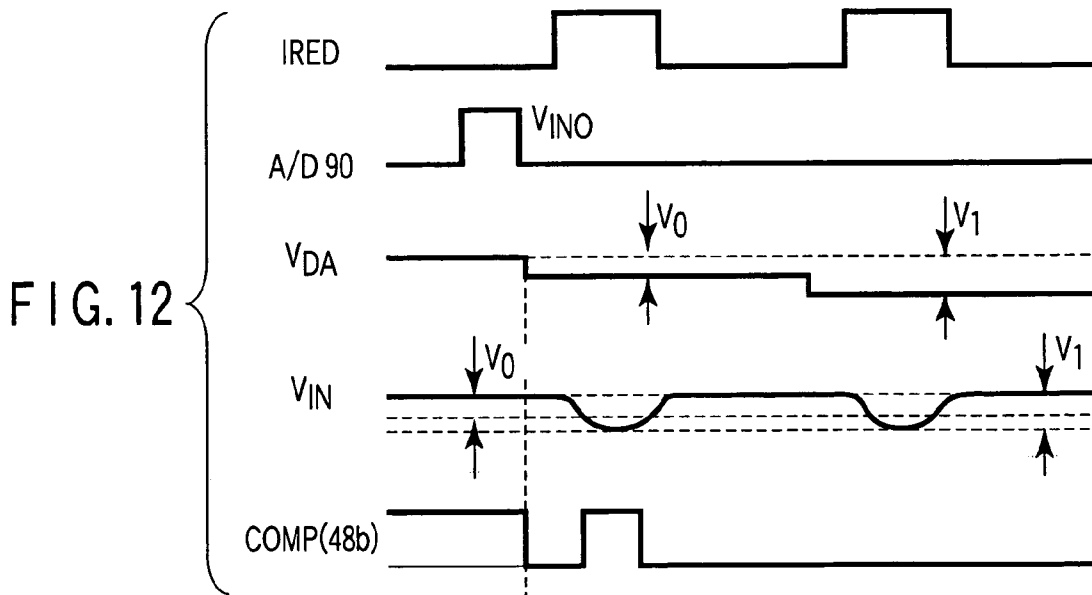 FIG. 12
IRED
A/D 90
VINO
VDA
V0
V1
VIN
V0
V1
COMP(48b)